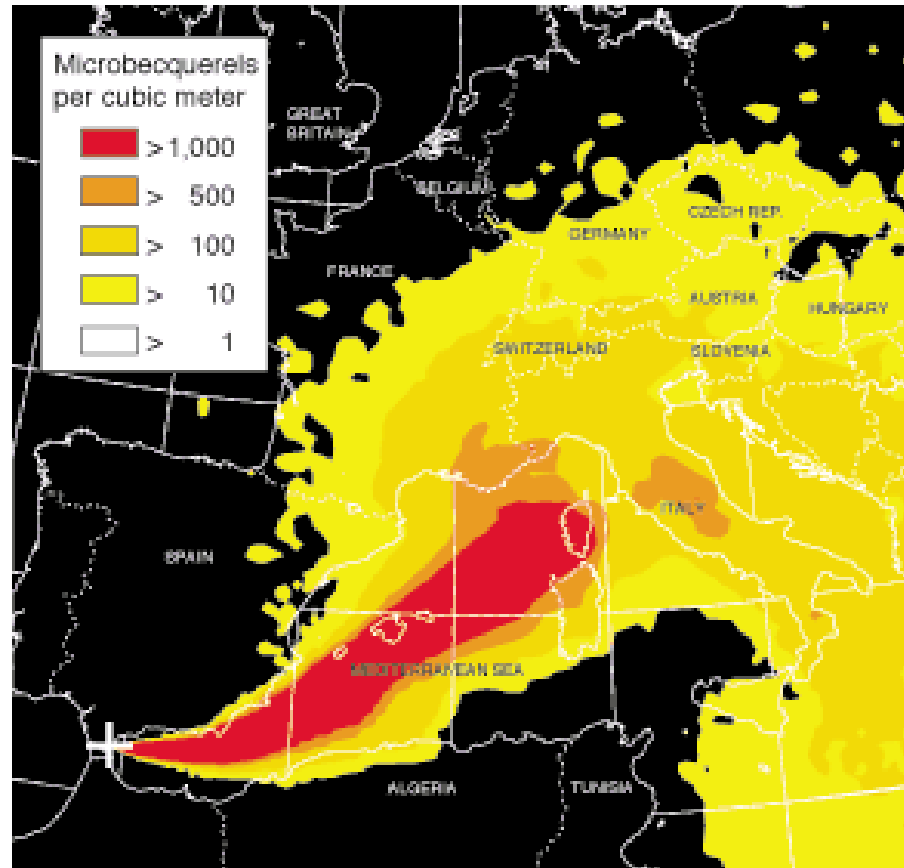 Microbecquerels
per cubic meter
>1,000
> 500
> 100
> 10
> 1
GREAT
BRITAIN
BELGIUM
CZECH REP.
GERMANY
FRANCE
AUSTRIA
HUNGARY
SWITZERLAND
SLOVENIA
ITALY
SPAIN
MEDITERRANEAN SEA
ALGERIA
TUNISIA